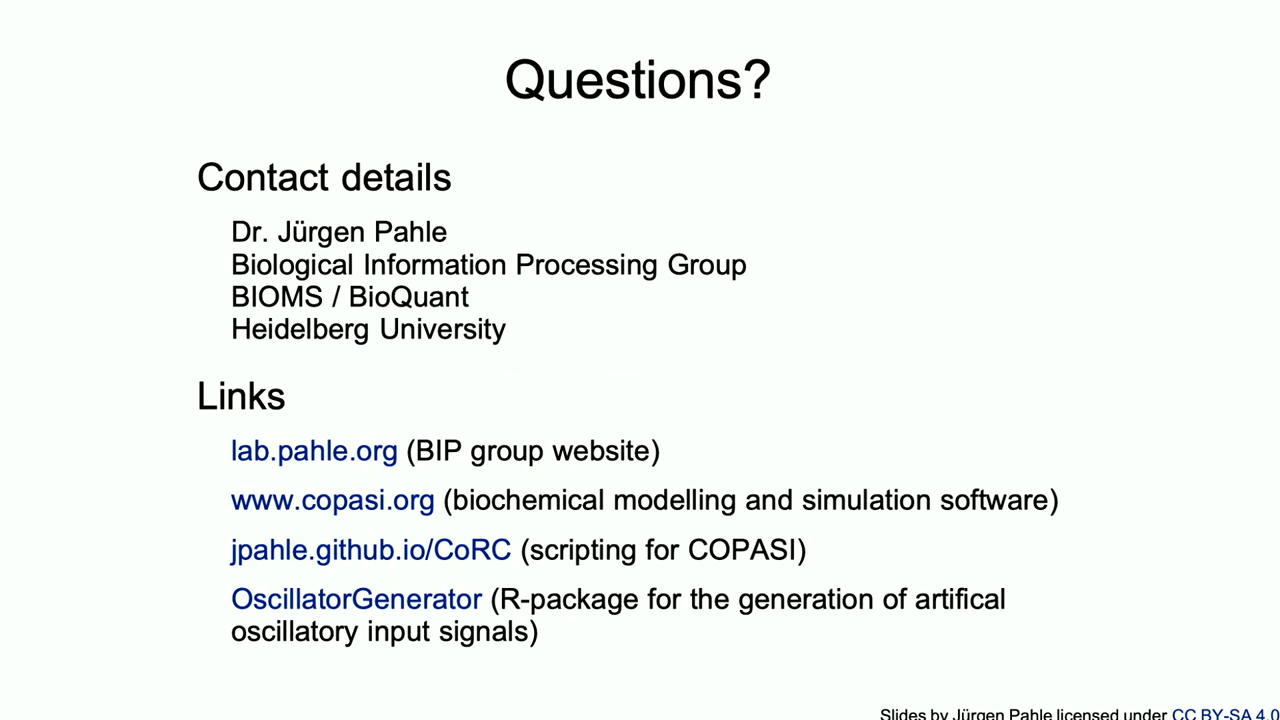 Questions?
Contact details
Dr. Jürgen Pahle
Biological Information Processing Group
BIOMS / BioQuant
Heidelberg University
Links
lab.pahle.org (BIP group website)
www.copasi.org (biochemical modelling and simulation software)
jpahle.github.io/CoRC (scripting for COPASI)
OscillatorGenerator (R-package for the generation of artifical
oscillatory input signals)
Slides by Jürgen Pahle licensed under CC BY-SA 4.0